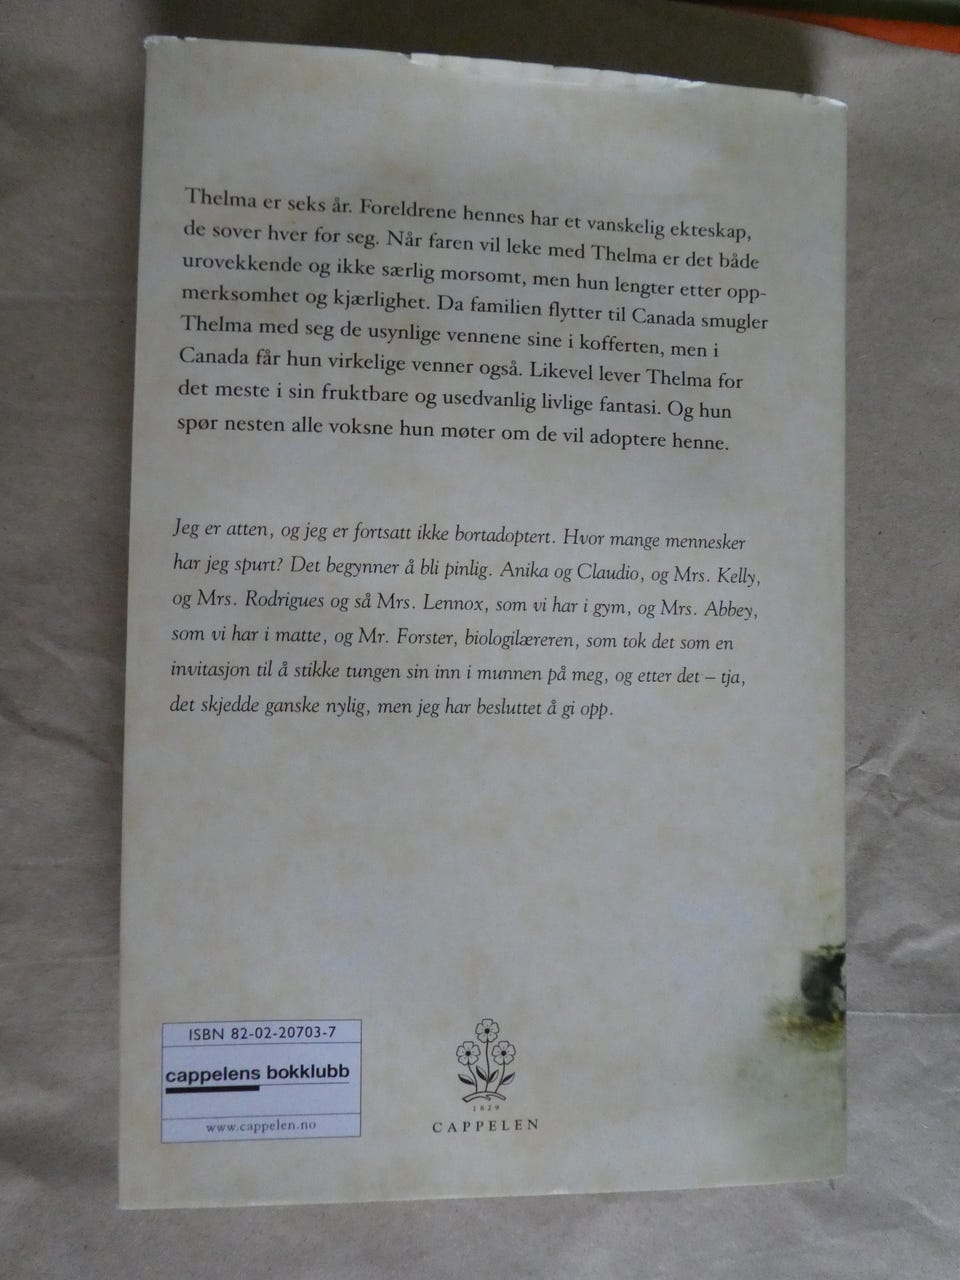 Thelma er seks år. Foreldrene hennes har et vanskelig ekteskap,
de sover hver for seg. Når faren vil leke med Thelma er det både
urovekkende og ikke særlig morsomt, men hun lengter etter opp-
merksomhet og kjærlighet. Da familien flytter til Canada smugler
Thelma med seg de usynlige vennene sine i kofferten, men i
Canada får hun virkelige venner også. Likevel lever Thelma for
det meste i sin fruktbare og usedvanlig livlige fantasi. Og hun
spør nesten alle voksne hun møter om de vil adoptere henne.
Jeg er atten, og jeg er fortsatt ikke bortadoptert. Hvor mange mennesker
har jeg spurt? Det begynner å bli pinlig. Anika og Claudio, og Mrs. Kelly,
og Mrs. Rodrigues og så Mrs. Lennox, som vi har i gym, og Mrs. Abbey,
som vi har i matte, og Mr. Forster, biologilæreren, som tok det som en
invitasjon til å stikke tungen sin inn i munnen på meg, og etter det – tja,
det skjedde ganske nylig, men jeg har besluttet å gi opp.
ISBN 82-02-20703-7
cappelens bokklubb
www.cappelen.no
1829
CAPPELEN